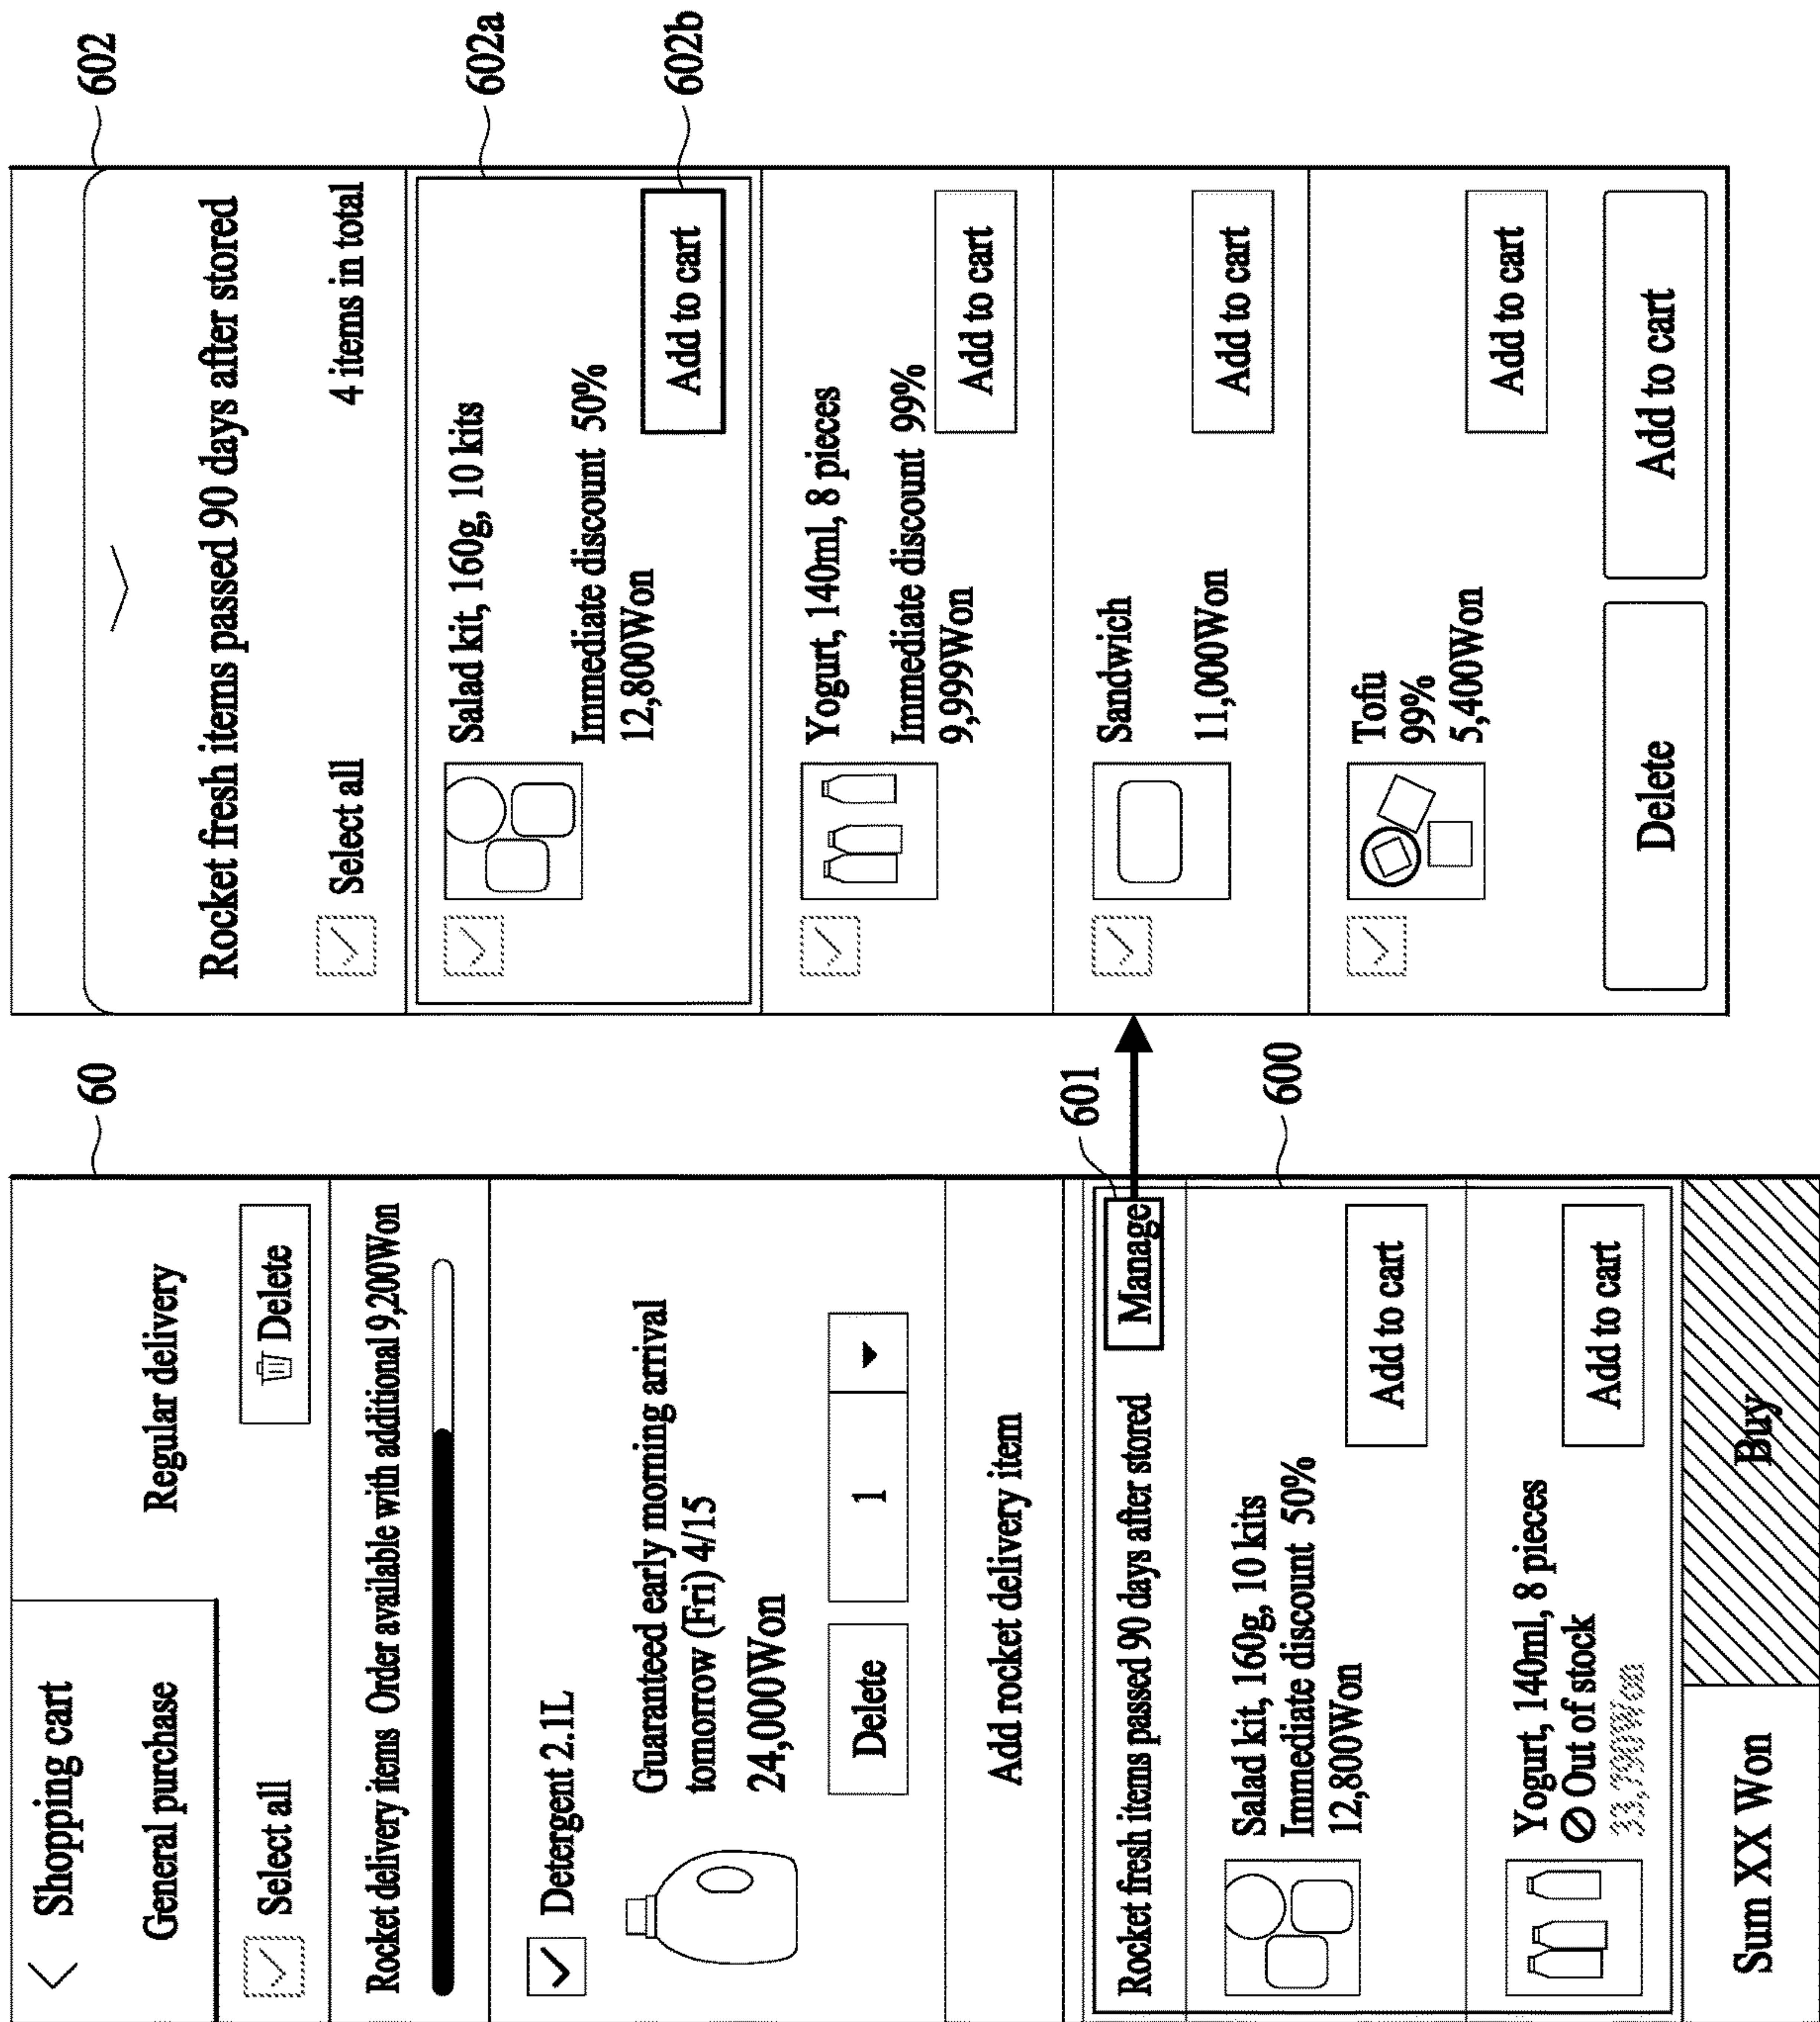 60
Shopping cart
General purchase
Regular delivery
Select all
Delete
Rocket delivery items Order available with additional 9,200Won
Detergent 2.1L
Guaranteed early morning arrival
tomorrow (Fri) 4/15
24,000Won
Delete
1
Add rocket delivery item
601
Rocket fresh items passed 90 days after stored
Manage
600
Salad kit, 160g, 10 kits
Immediate discount 50%
12,800Won
Add to cart
Yogurt, 140ml, 8 pieces
Out of stock
33,790Won
Add to cart
Sum XX Won
Buy
602
Rocket fresh items passed 90 days after stored
Select all
4 items in total
602a
Salad kit, 160g, 10 kits
Immediate discount 50%
12,800Won
Add to cart
602b
Yogurt, 140ml, 8 pieces
Immediate discount 99%
9,999Won
Add to cart
Sandwich
11,000Won
Add to cart
Tofu
99%
5,400Won
Add to cart
Delete
Add to cart